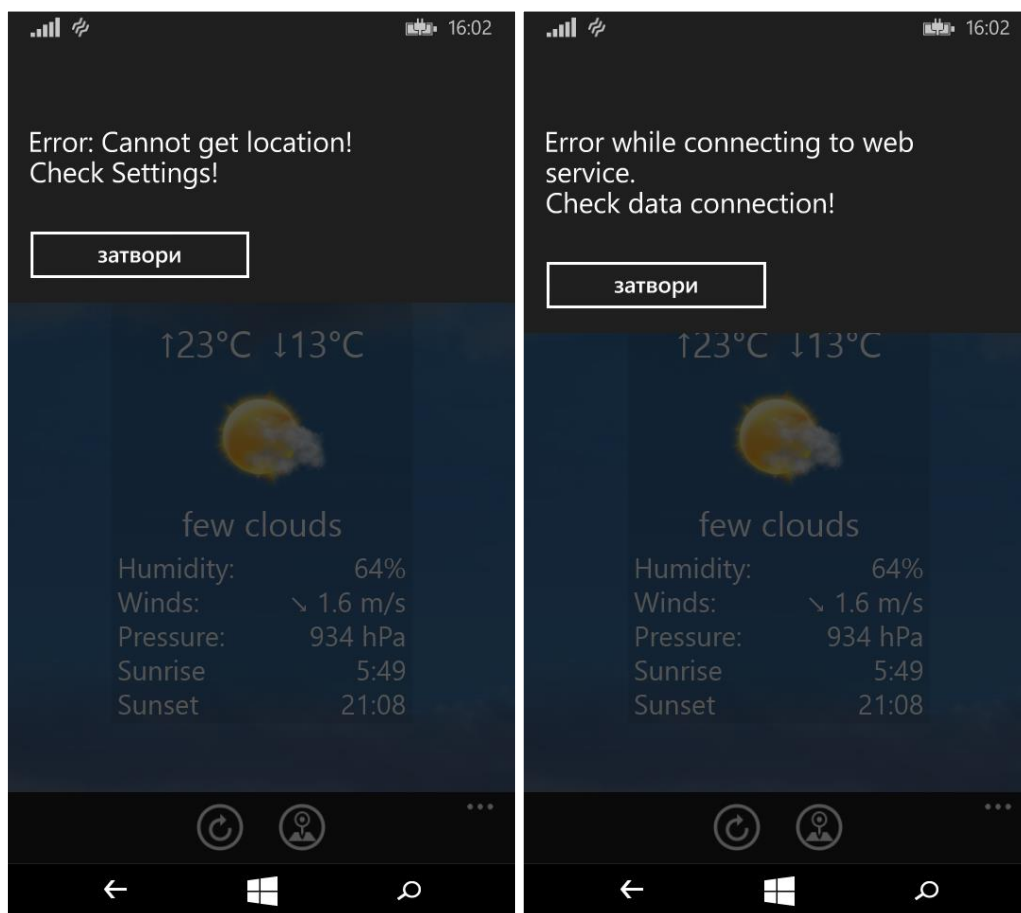 16:02
Error: Cannot get location!
Check Settings!
затвори
↑23°C ↓13°C
few clouds
Humidity: 64%
Winds: ↘ 1.6 m/s
Pressure: 934 hPa
Sunrise 5:49
Sunset 21:08
16:02
Error while connecting to web
service.
Check data connection!
затвори
↑23°C ↓13°C
few clouds
Humidity: 64%
Winds: ↘ 1.6 m/s
Pressure: 934 hPa
Sunrise 5:49
Sunset 21:08